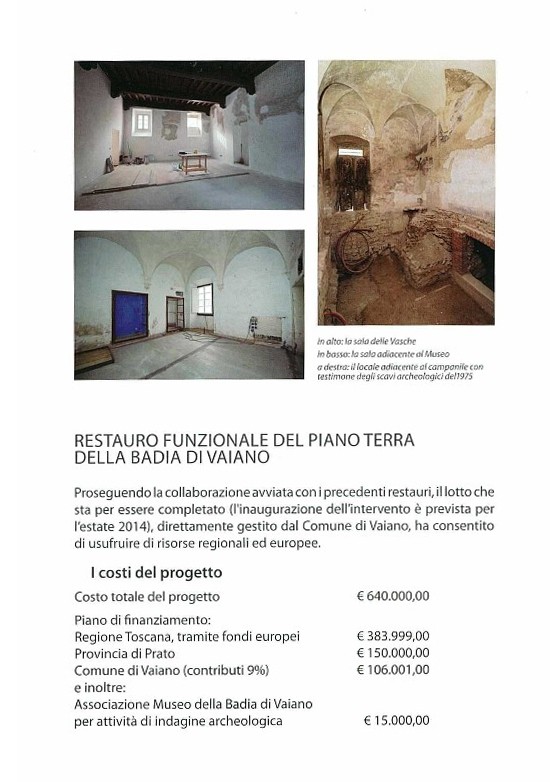 In alto: la sala delle Vasche
In basso: la sala adiacente al Museo
a destra: il locale adiacente al campanile con
testimone degli scavi archeologici del1975
RESTAURO FUNZIONALE DEL PIANO TERRA
DELLA BADIA DI VAIANO
Proseguendo la collaborazione avviata con i precedenti restauri, il lotto che
sta per essere completato (l'inaugurazione dell'intervento è prevista per
l'estate 2014), direttamente gestito dal Comune di Vaiano, ha consentito
di usufruire di risorse regionali ed europee.
I costi del progetto
Costo totale del progetto € 640.000,00
Piano di finanziamento:
Regione Toscana, tramite fondi europei € 383.999,00
Provincia di Prato € 150.000,00
Comune di Vaiano (contributi 9%) € 106.001,00
e inoltre:
Associazione Museo della Badia di Vaiano
per attività di indagine archeologica € 15.000,00